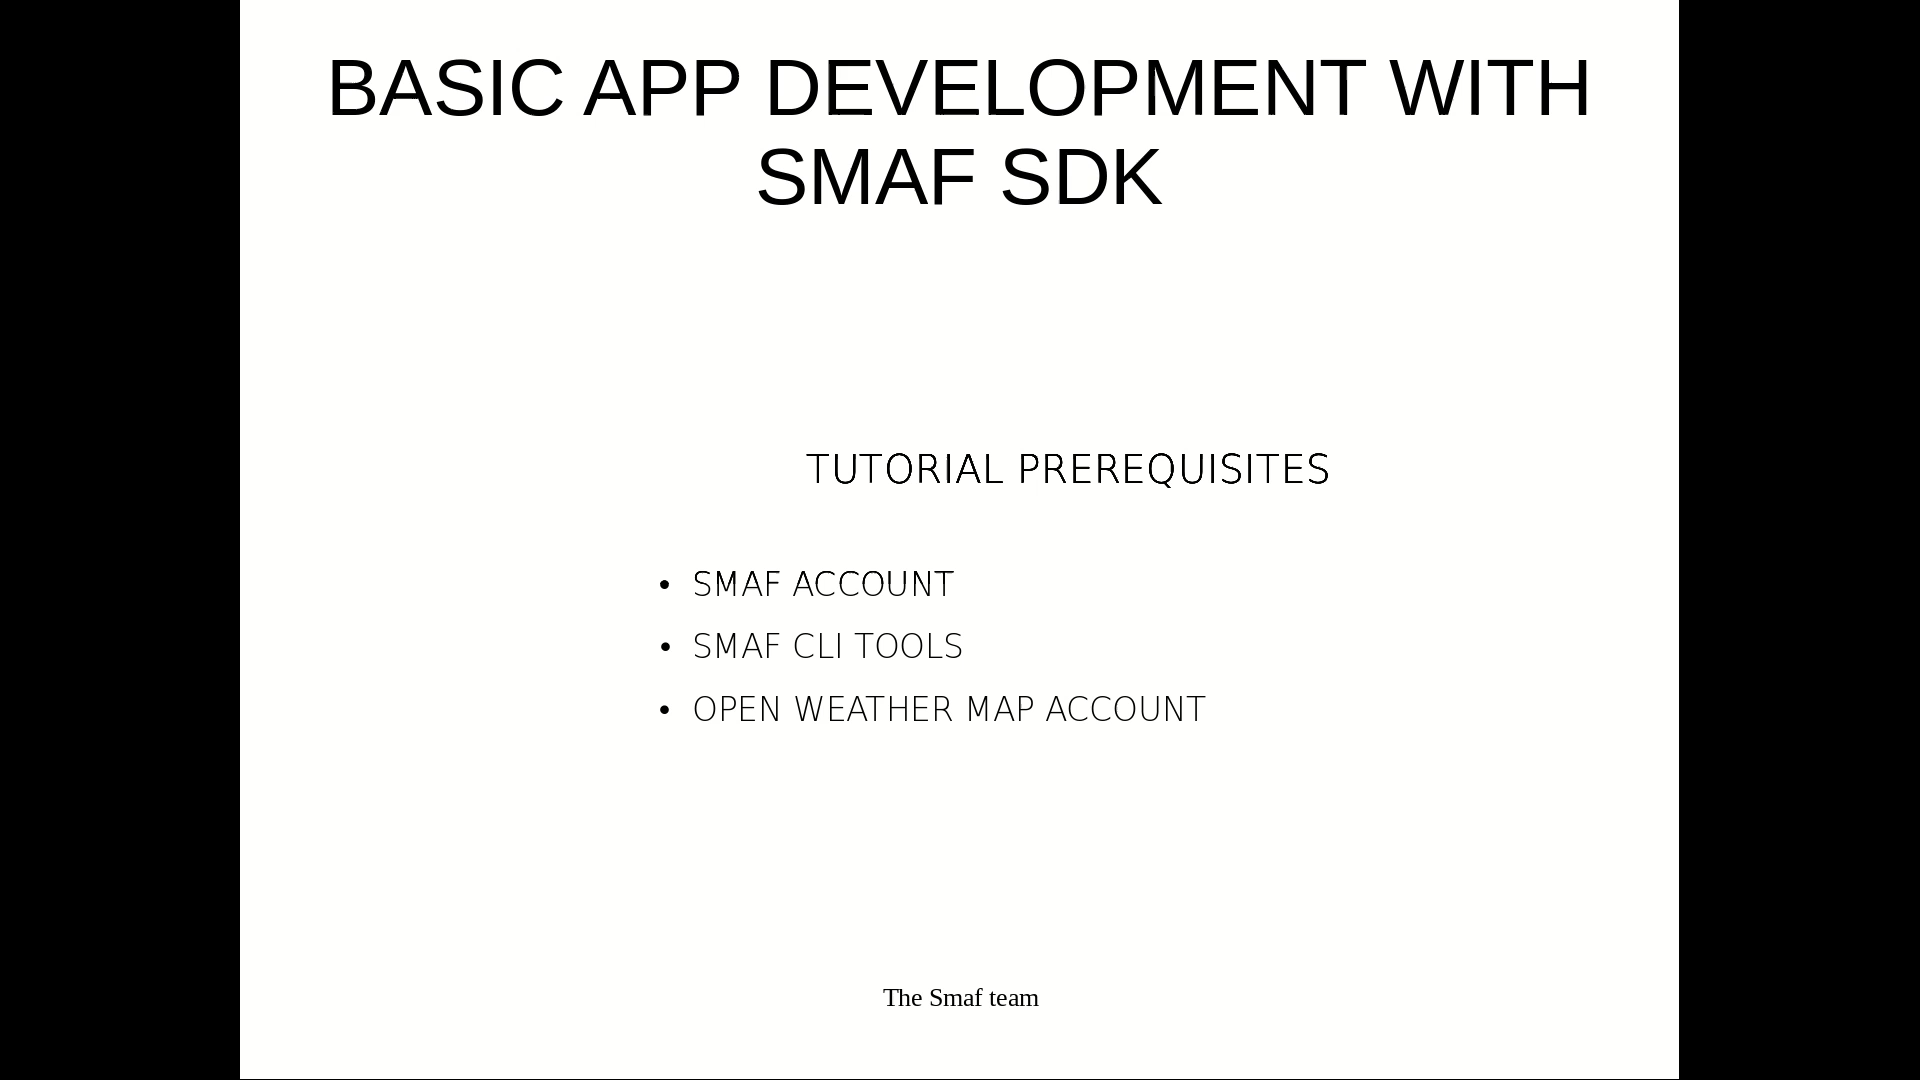 BASIC APP DEVELOPMENT WITH
SMAF SDK
TUTORIAL PREREQUISITES
• SMAF ACCOUNT
• SMAF CLI TOOLS
• OPEN WEATHER MAP ACCOUNT
The Smaf team